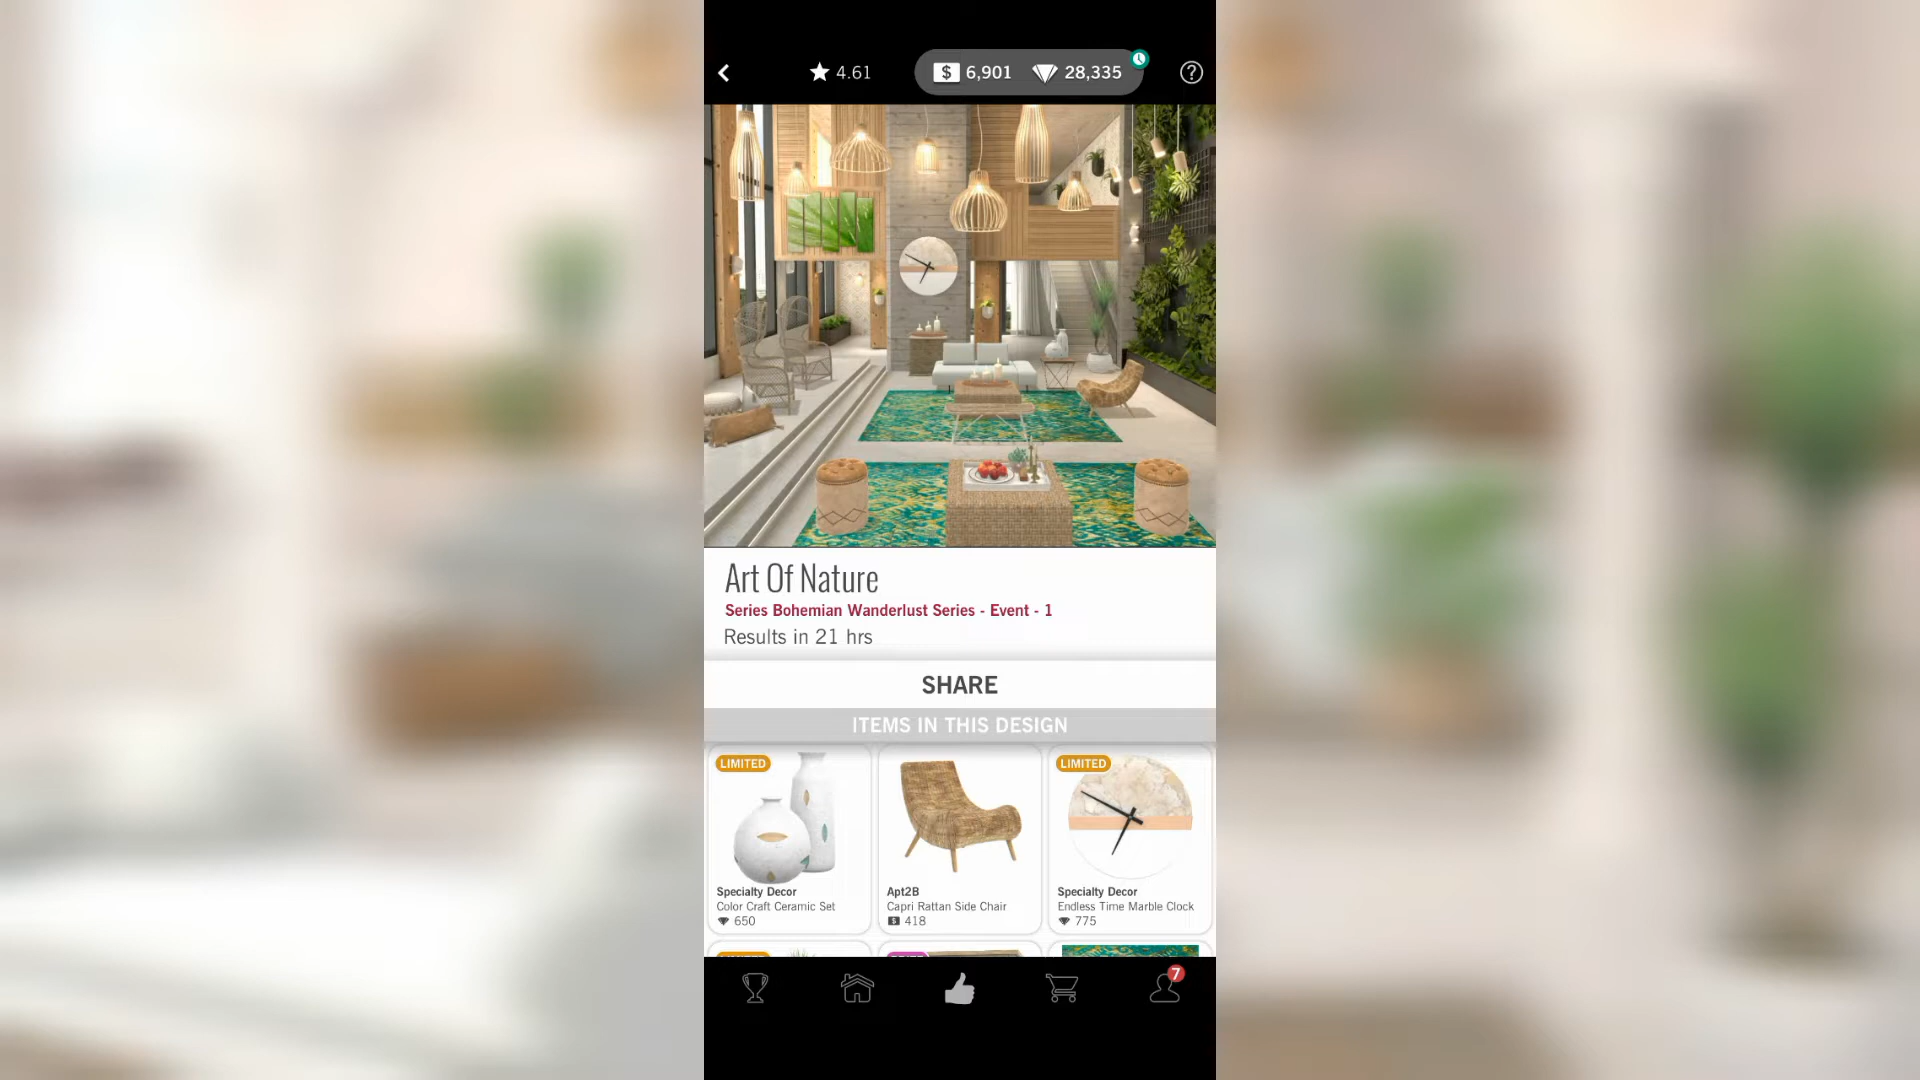 4.61
$ 6,901
28,335
?
Art Of Nature
Series Bohemian Wanderlust Series - Event - 1
Results in 21 hrs
SHARE
ITEMS IN THIS DESIGN
LIMITED
LIMITED
Specialty Decor
Color Craft Ceramic Set
650
Apt2B
Capri Rattan Side Chair
$ 418
Specialty Decor
Endless Time Marble Clock
775
7